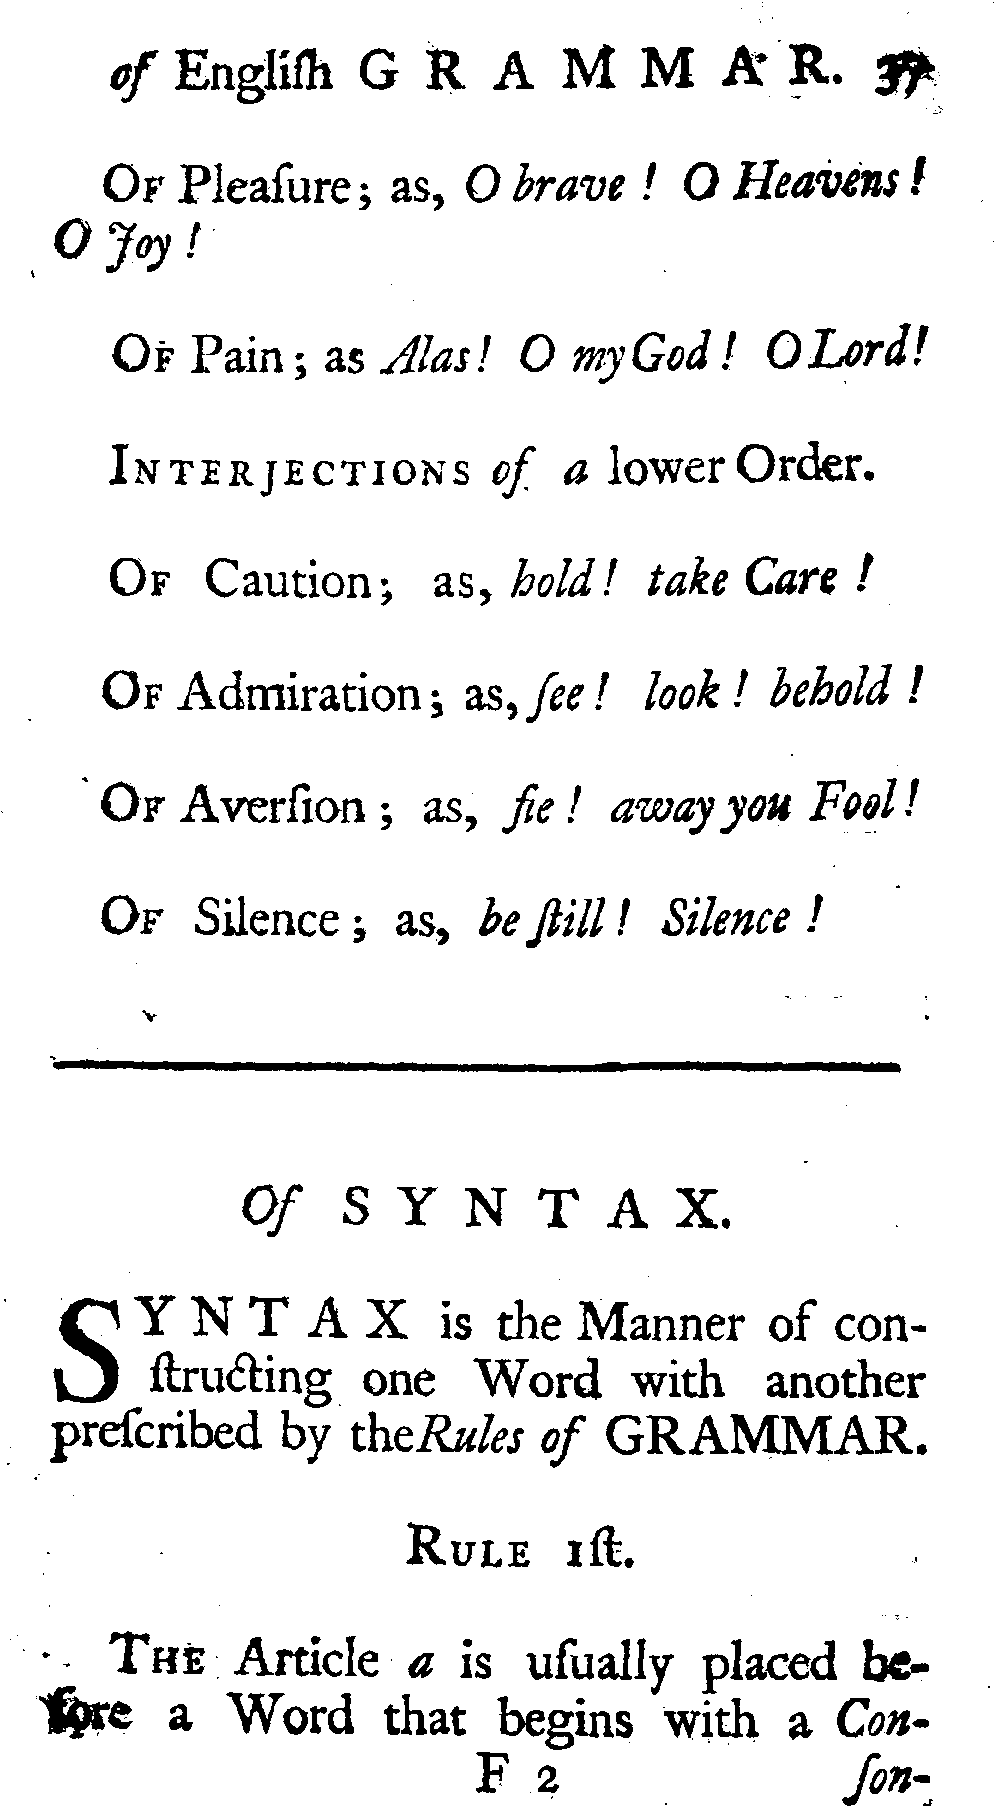 of Engliſh GRAMMAR. 37
OF Pleaſure; as, O brave! O Heavens!
O Joy!
OF Pain; as Alas! O my God! O Lord!
INTERJECTIONS of a lower Order.
OF Caution; as, hold! take Care!
OF Admiration; as, ſee! look! behold!
OF Averſion; as, fie! away you Fool!
OF Silence; as, be ſtill! Silence!
Of SYNTAX.
SYNTAX is the Manner of con-
ſtructing one Word with another
preſcribed by the Rules of GRAMMAR.
RULE 1ſt.
THE Article a is uſually placed be-
fore a Word that begins with a Con-
F 2 ſon-